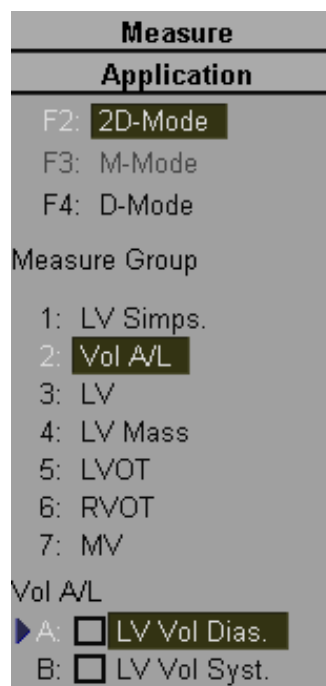 Measure
Application
F2: 2D-Mode
F3: M-Mode
F4: D-Mode
Measure Group
1: LV Simps.
2: Vol A/L
3: LV
4: LV Mass
5: LVOT
6: RVOT
7: MV
Vol A/L
A: LV Vol Dias.
B: LV Vol Syst.